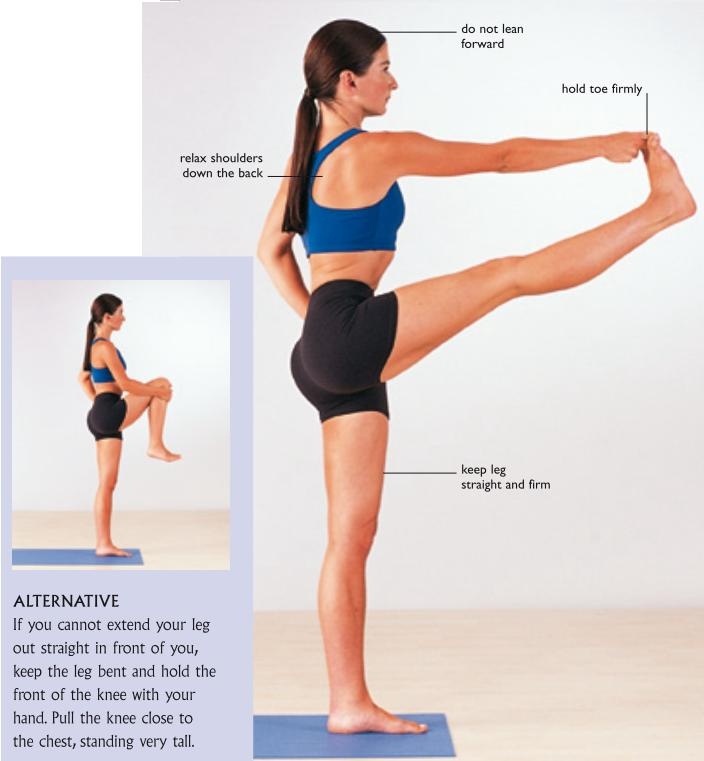 do not lean
forward
hold toe firmly
relax shoulders
down the back
keep leg
straight and firm
ALTERNATIVE
If you cannot extend your leg
out straight in front of you,
keep the leg bent and hold the
front of the knee with your
hand. Pull the knee close to
the chest, standing very tall.